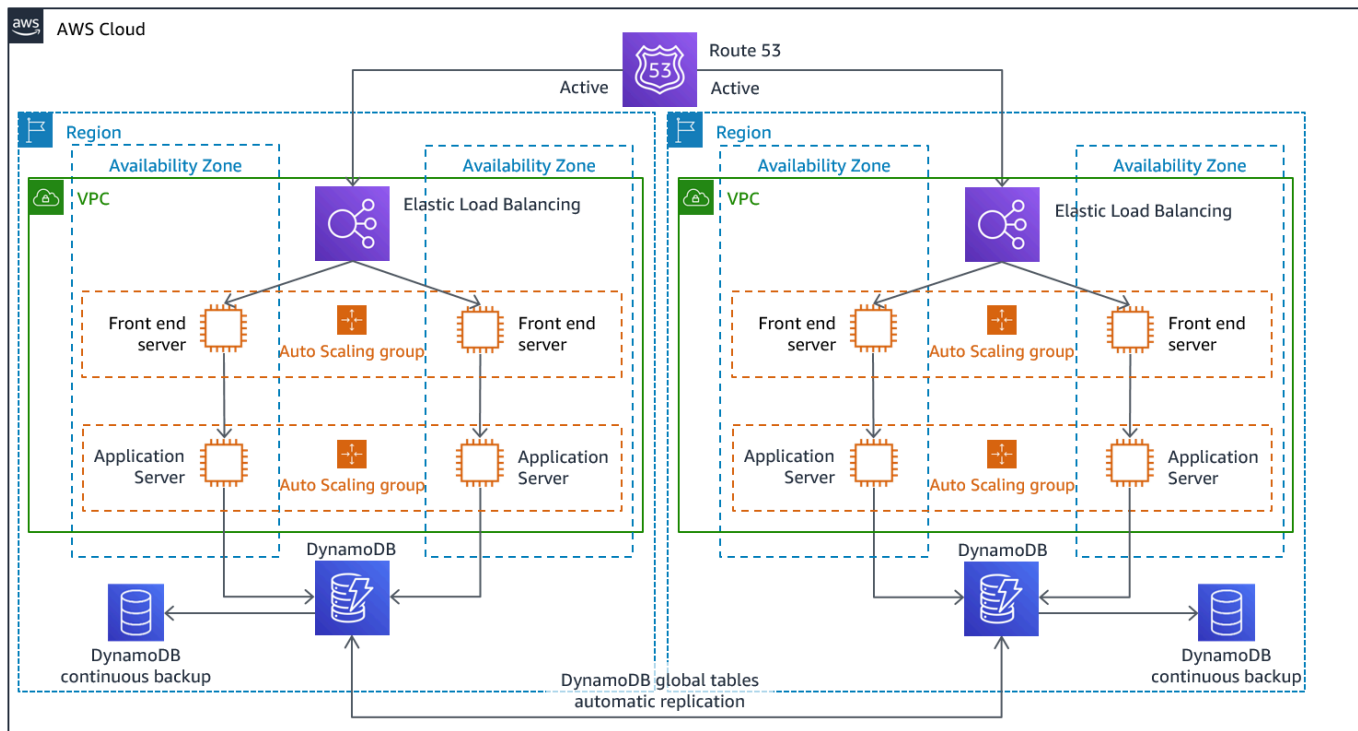 aws
AWS Cloud
53
Route 53
Active
Active
Region
Region
Availability Zone
Availability Zone
Availability Zone
Availability Zone
VPC
VPC
Elastic Load Balancing
Elastic Load Balancing
Front end
server
Auto Scaling group
Front end
server
Front end
server
Auto Scaling group
Front end
server
Application
Server
Auto Scaling group
Application
Server
Application
Server
Auto Scaling group
Application
Server
DynamoDB
DynamoDB
DynamoDB
continuous backup
DynamoDB global tables
automatic replication
DynamoDB
continuous backup